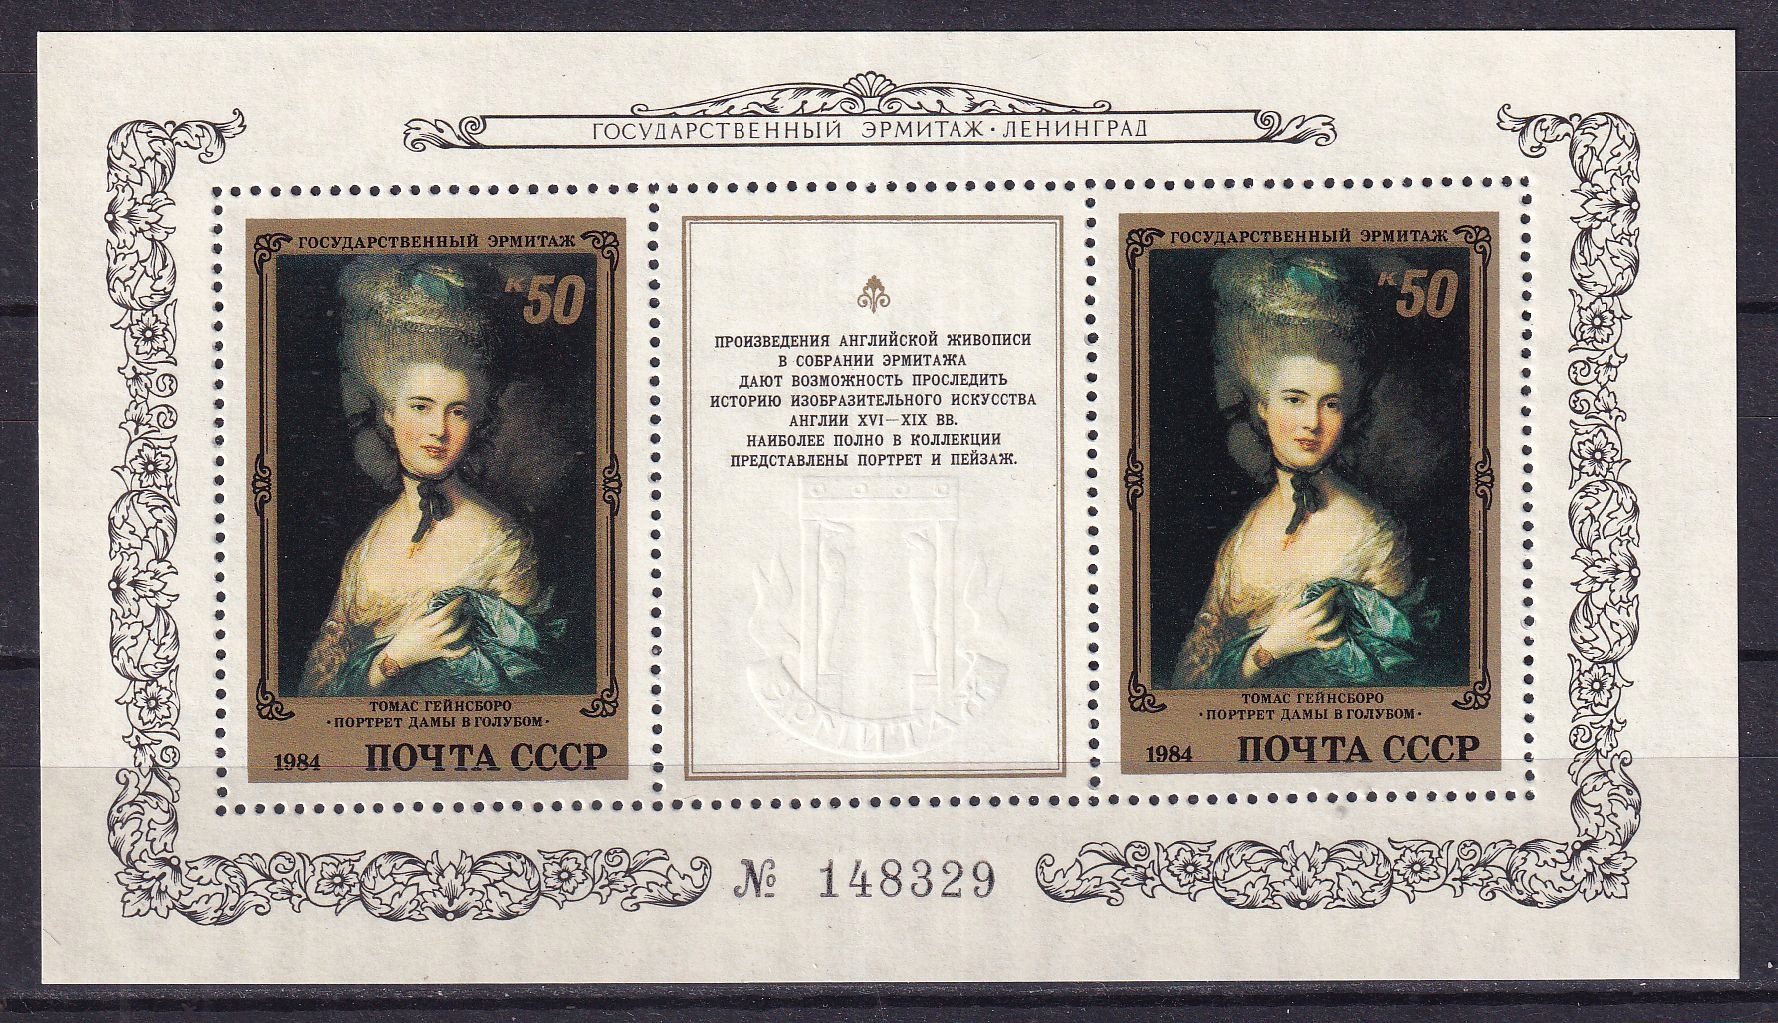 ГОСУДАРСТВЕННЫЙ ЭРМИТАЖ · ЛЕНИНГРАД
ГОСУДАРСТВЕННЫЙ ЭРМИТАЖ
К50
ТОМАС ГЕЙНСБОРО
·ПОРТРЕТ ДАМЫ В ГОЛУБОМ·
1984 ПОЧТА СССР
ПРОИЗВЕДЕНИЯ АНГЛИЙСКОЙ ЖИВОПИСИ
В СОБРАНИИ ЭРМИТАЖА
ДАЮТ ВОЗМОЖНОСТЬ ПРОСЛЕДИТЬ
ИСТОРИЮ ИЗОБРАЗИТЕЛЬНОГО ИСКУССТВА
АНГЛИИ XVI—XIX ВВ.
НАИБОЛЕЕ ПОЛНО В КОЛЛЕКЦИИ
ПРЕДСТАВЛЕНЫ ПОРТРЕТ И ПЕЙЗАЖ.
ЭРМИТАЖ
ГОСУДАРСТВЕННЫЙ ЭРМИТАЖ
К50
ТОМАС ГЕЙНСБОРО
·ПОРТРЕТ ДАМЫ В ГОЛУБОМ·
1984 ПОЧТА СССР
№ 148329